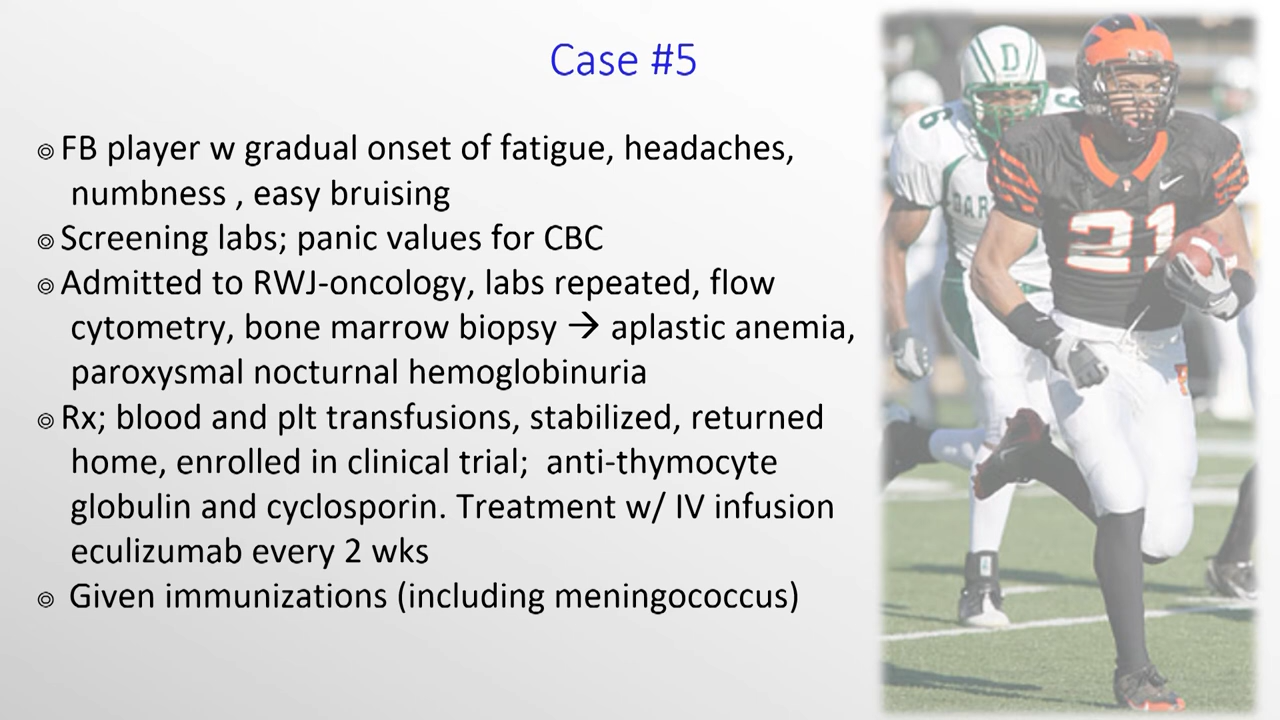 Case #5
◎ FB player w gradual onset of fatigue, headaches,
numbness , easy bruising
◎ Screening labs; panic values for CBC
◎ Admitted to RWJ-oncology, labs repeated, flow
cytometry, bone marrow biopsy → aplastic anemia,
paroxysmal nocturnal hemoglobinuria
◎ Rx; blood and plt transfusions, stabilized, returned
home, enrolled in clinical trial;  anti-thymocyte
globulin and cyclosporin. Treatment w/ IV infusion
eculizumab every 2 wks
◎ Given immunizations (including meningococcus)
D
6
DAR
P
21